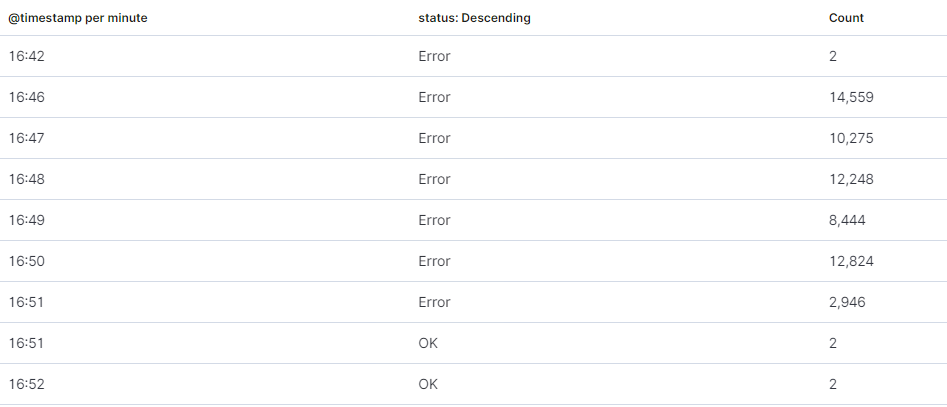 @timestamp per minute status: Descending Count
16:42 Error 2
16:46 Error 14,559
16:47 Error 10,275
16:48 Error 12,248
16:49 Error 8,444
16:50 Error 12,824
16:51 Error 2,946
16:51 OK 2
16:52 OK 2